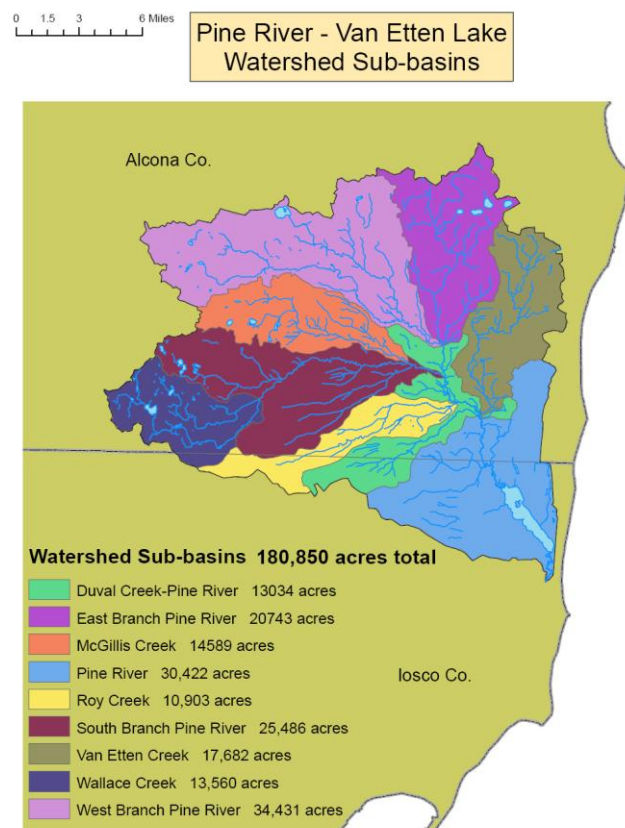 0 1.5 3 6 Miles
Pine River - Van Etten Lake
Watershed Sub-basins
Alcona Co.
Watershed Sub-basins 180,850 acres total
Duval Creek-Pine River 13034 acres
East Branch Pine River 20743 acres
McGillis Creek 14589 acres
Pine River 30,422 acres
Iosco Co.
Roy Creek 10,903 acres
South Branch Pine River 25,486 acres
Van Etten Creek 17,682 acres
Wallace Creek 13,560 acres
West Branch Pine River 34,431 acres